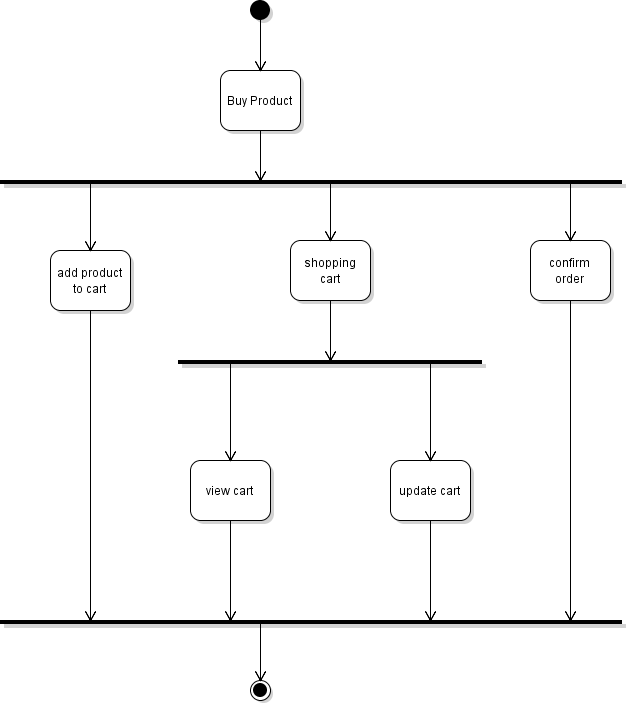 Buy Product
add product
to cart
shopping
cart
confirm
order
view cart
update cart